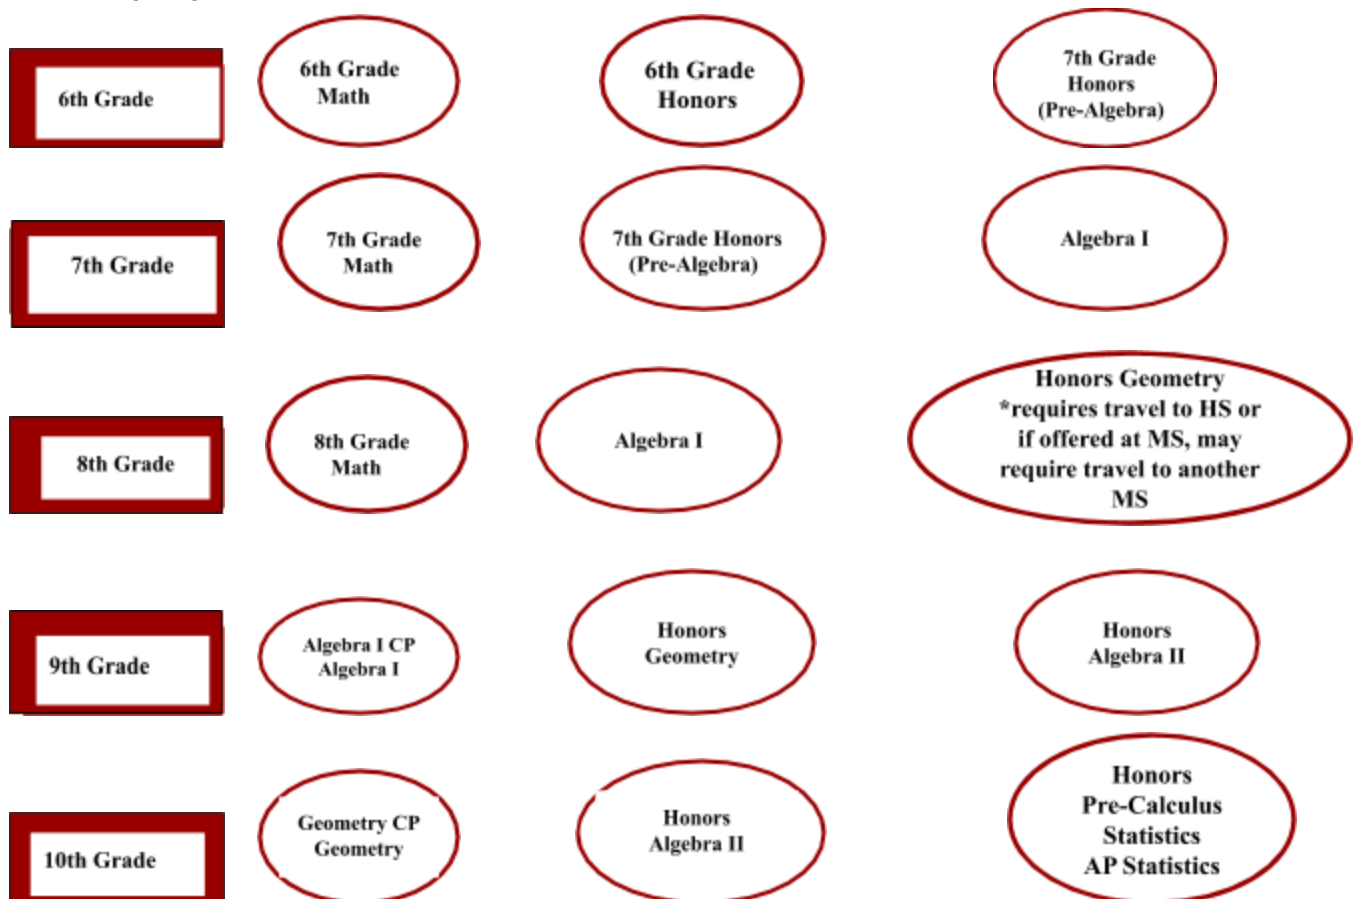 6th Grade
6th Grade
Math
6th Grade
Honors
7th Grade
Honors
(Pre-Algebra)
7th Grade
7th Grade
Math
7th Grade Honors
(Pre-Algebra)
Algebra I
8th Grade
8th Grade
Math
Algebra I
Honors Geometry
*requires travel to HS or
if offered at MS, may
require travel to another
MS
9th Grade
Algebra I CP
Algebra I
Honors
Geometry
Honors
Algebra II
10th Grade
Geometry CP
Geometry
Honors
Algebra II
Honors
Pre-Calculus
Statistics
AP Statistics